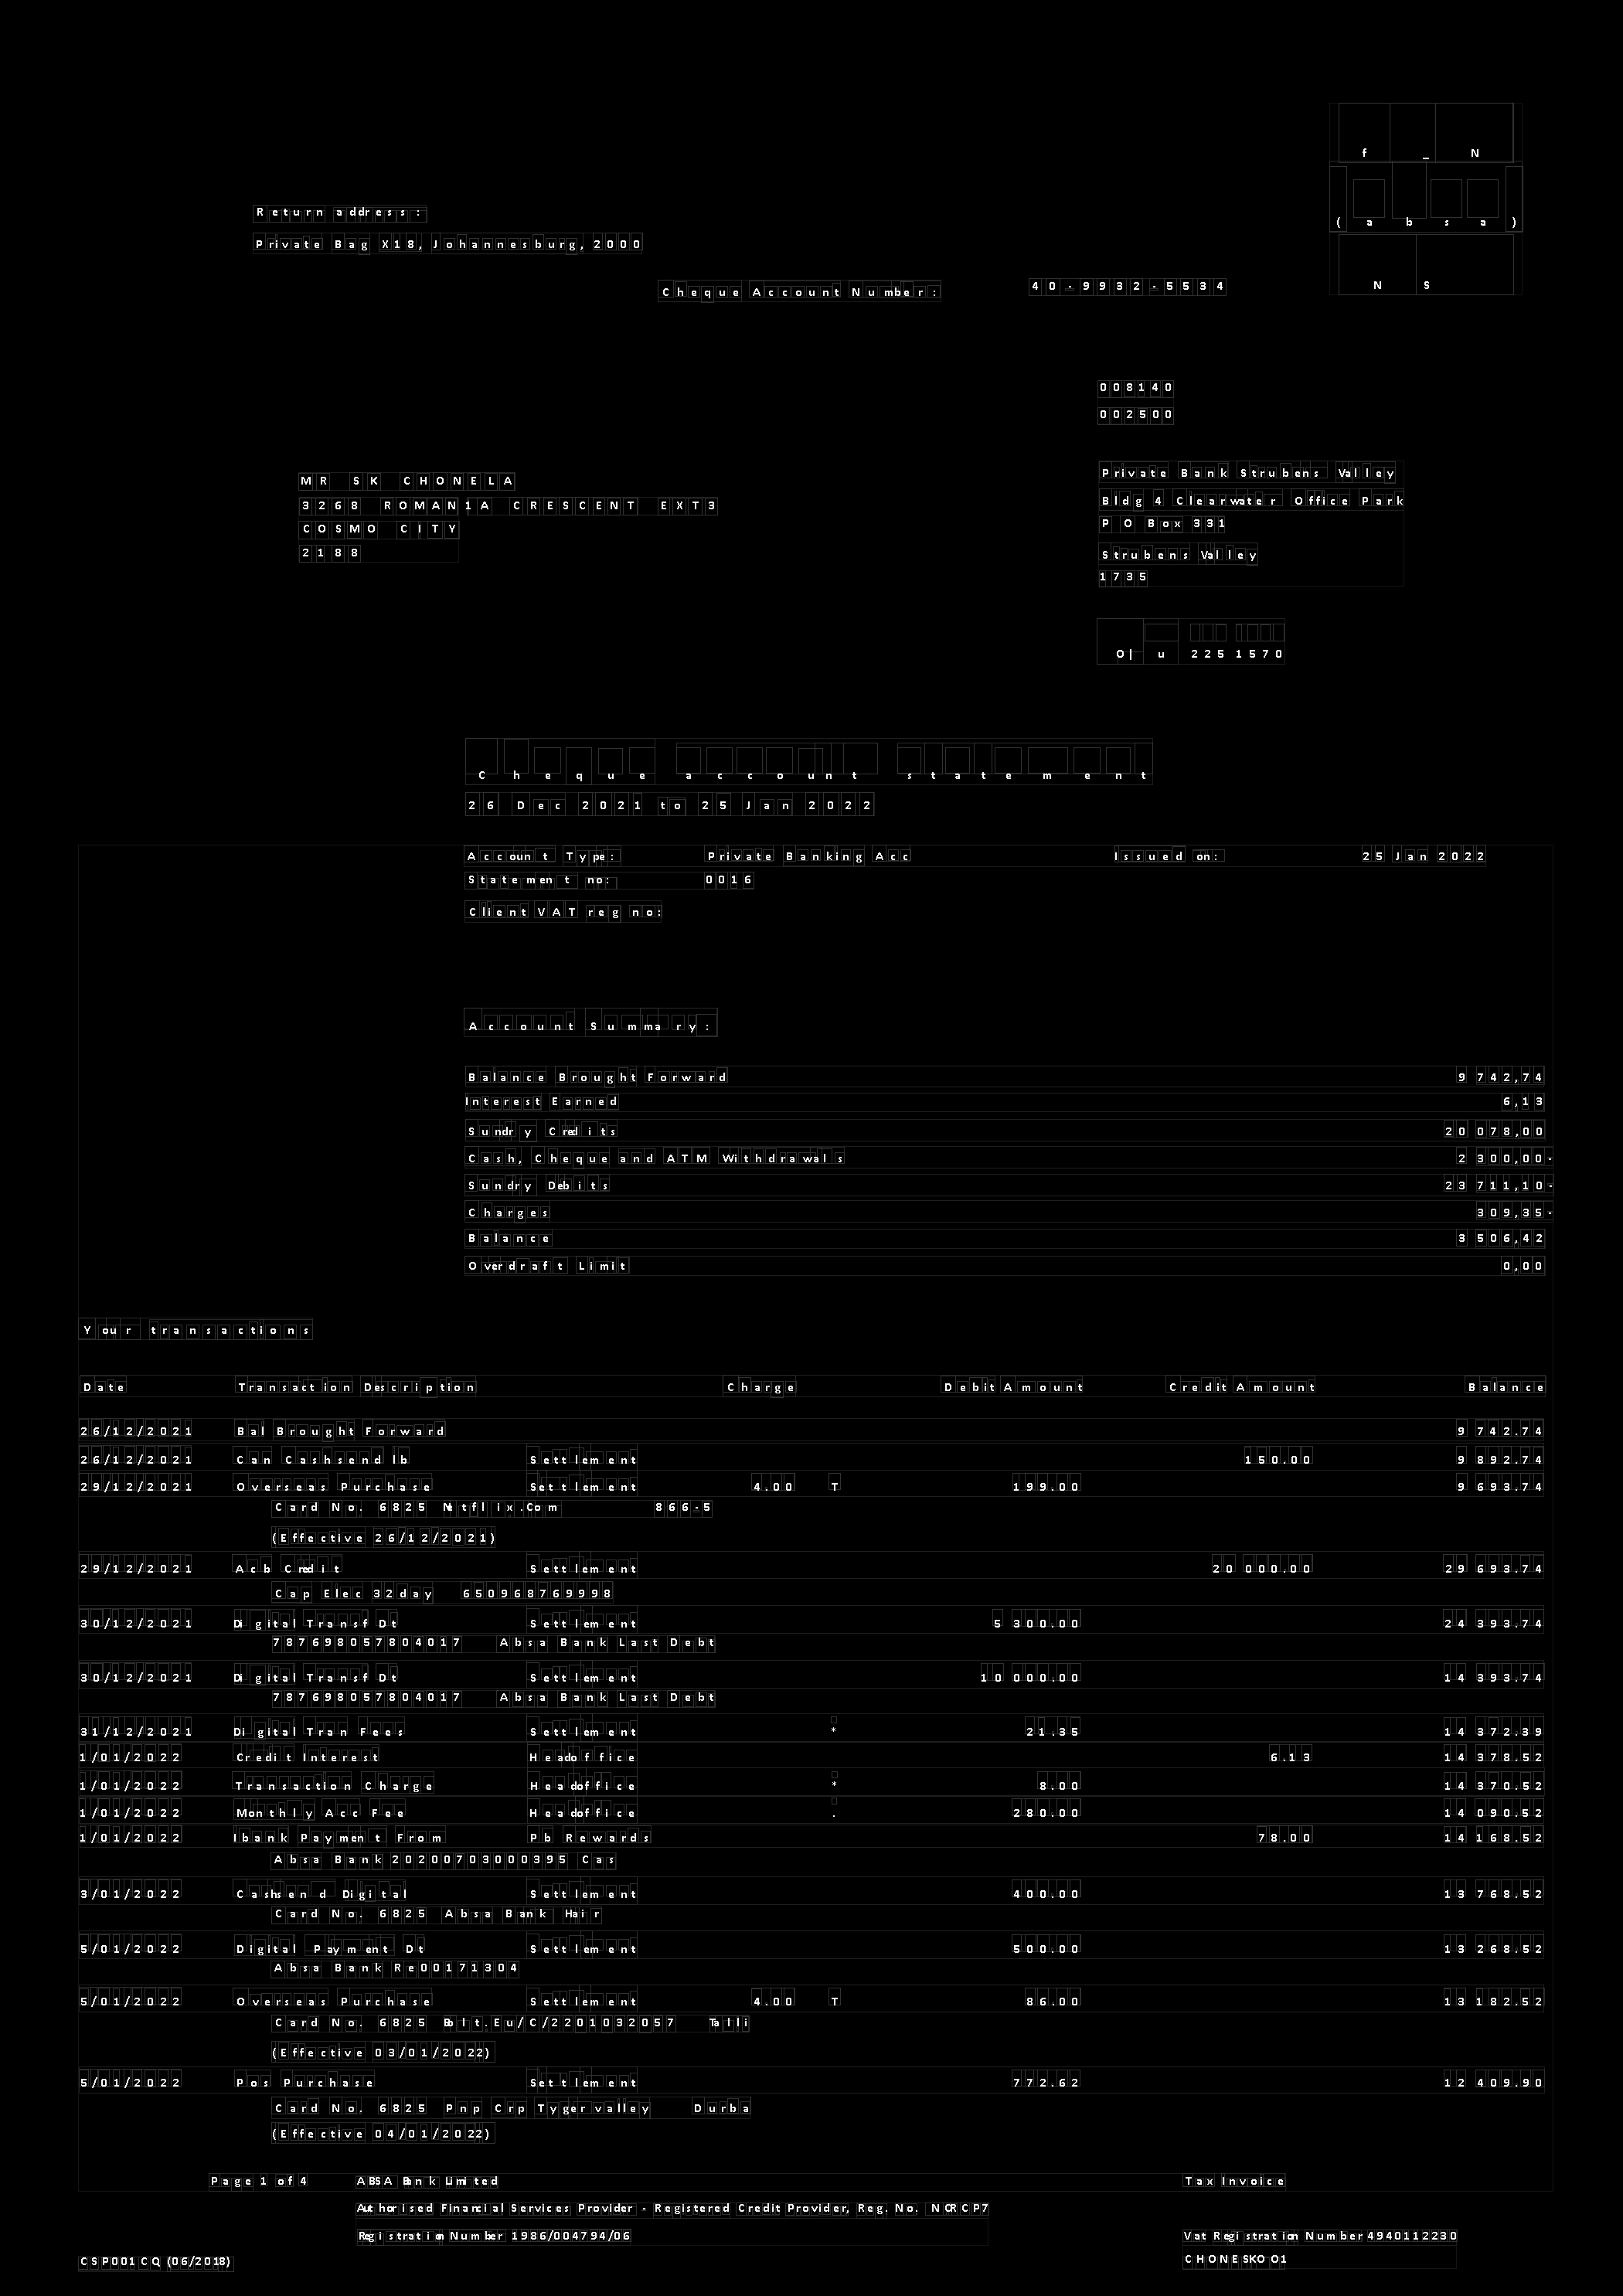 f _ N
Return address:
( a b s a )
Private Bag X18, Johannesburg, 2000
Cheque Account Number: 40-9932-5534
N S
008140
002500
MR SK CHONELA
3268 ROMAN1A CRESCENT EXT3
COSMO CITY
2188
Private Bank Strubens Valley
Bldg 4 Clearwater Office Park
P O Box 331
Strubens Valley
1735
O| u 225 1570
Cheque account statement
26 Dec 2021 to 25 Jan 2022
Account Type: Private Banking Acc Issued on: 25 Jan 2022
Statement no: 0016
Client VAT reg no:
Account Summary:
Balance Brought Forward 9 742,74
Interest Earned 6,13
Sundry Credits 20 078,00
Cash, Cheque and ATM Withdrawals 2 300,00-
Sundry Debits 23 711,10-
Charges 309,35-
Balance 3 506,42
Overdraft Limit 0,00
Your transactions
Date Transaction Description Charge Debit Amount Credit Amount Balance
26/12/2021 Bal Brought Forward 9 742.74
26/12/2021 Can Cashsend Ib Settlement 150.00 9 892.74
29/12/2021 Overseas Purchase Settlement 4.00 T 199.00 9 693.74
Card No. 6825 Netflix.Com 866-5
(Effective 26/12/2021)
29/12/2021 Acb Credit Settlement 20 000.00 29 693.74
Cap Elec 32day 650968769998
30/12/2021 Digital Transf Dt Settlement 5 300.00 24 393.74
787698057804017 Absa Bank Last Debt
30/12/2021 Digital Transf Dt Settlement 10 000.00 14 393.74
787698057804017 Absa Bank Last Debt
31/12/2021 Digital Tran Fees Settlement * 21.35 14 372.39
1/01/2022 Credit Interest Headoffice 6.13 14 378.52
1/01/2022 Transaction Charge Headoffice * 8.00 14 370.52
1/01/2022 Monthly Acc Fee Headoffice . 280.00 14 090.52
1/01/2022 Ibank Payment From Pb Rewards 78.00 14 168.52
Absa Bank 20200703000395 Cas
3/01/2022 Cashsend Digital Settlement 400.00 13 768.52
Card No. 6825 Absa Bank Hair
5/01/2022 Digital Payment Dt Settlement 500.00 13 268.52
Absa Bank Re00171304
5/01/2022 Overseas Purchase Settlement 4.00 T 86.00 13 182.52
Card No. 6825 Bolt.Eu/C/2201032057 Talli
(Effective 03/01/2022)
5/01/2022 Pos Purchase Settlement 772.62 12 409.90
Card No. 6825 Pnp Crp Tygervalley Durba
(Effective 04/01/2022)
Page 1 of 4 ABSA Bank Limited Tax Invoice
Authorised Financial Services Provider - Registered Credit Provider, Reg. No. NCRCP7
Registration Number 1986/004794/06 Vat Registration Number 4940112230
CSP001CQ (06/2018) CHONESKO 01